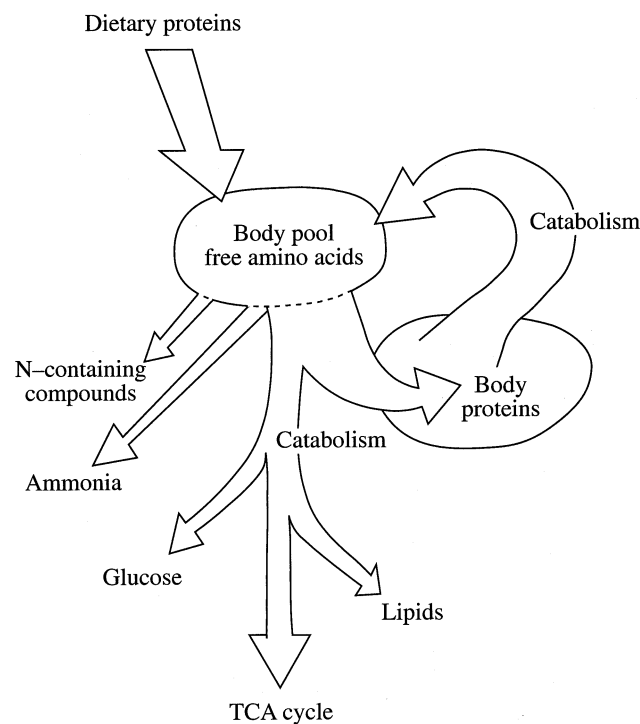 Dietary proteins
Body pool
free amino acids
Catabolism
N–containing
compounds
Body
proteins
Catabolism
Ammonia
Glucose
Lipids
TCA cycle